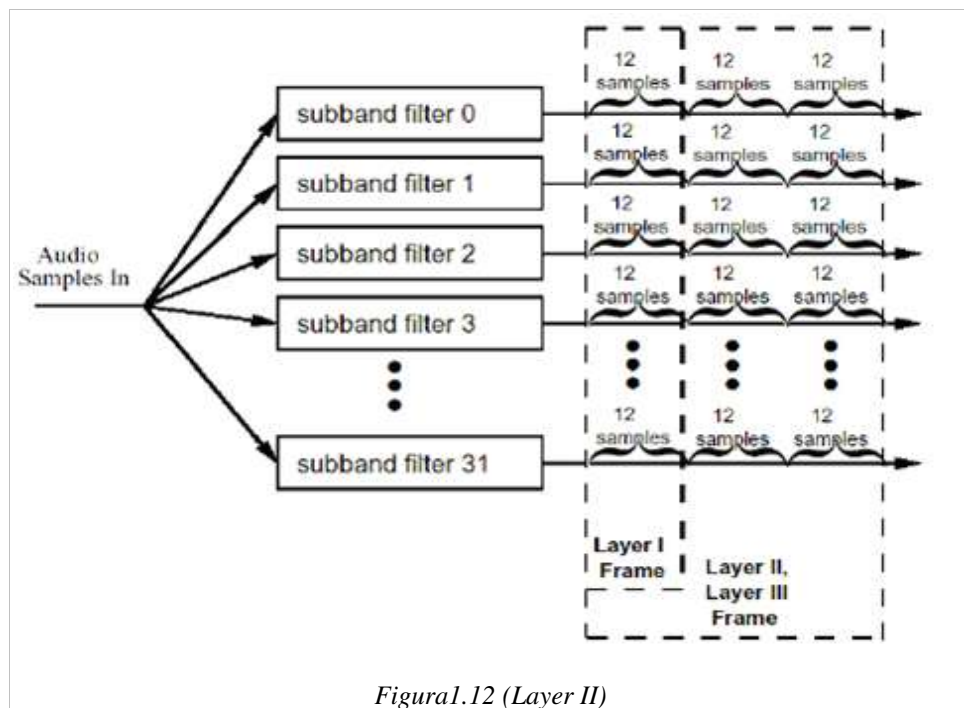 12 12 12
samples samples samples
subband filter 0
12 12 12
samples samples samples
subband filter 1
12 12 12
samples samples samples
subband filter 2
Audio
Samples In
12 12 12
samples samples samples
subband filter 3
12 12 12
samples samples samples
subband filter 31
Layer I
Frame
Layer II,
Layer III
Frame
Figura1.12 (Layer II)